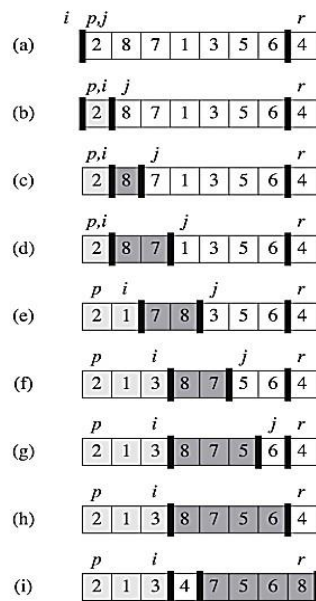 i p,j r
(a) 2 8 7 1 3 5 6 4
p,i j r
(b) 2 8 7 1 3 5 6 4
p,i j r
(c) 2 8 7 1 3 5 6 4
p,i j r
(d) 2 8 7 1 3 5 6 4
p i j r
(e) 2 1 7 8 3 5 6 4
p i j r
(f) 2 1 3 8 7 5 6 4
p i j r
(g) 2 1 3 8 7 5 6 4
p i r
(h) 2 1 3 8 7 5 6 4
p i r
(i) 2 1 3 4 7 5 6 8